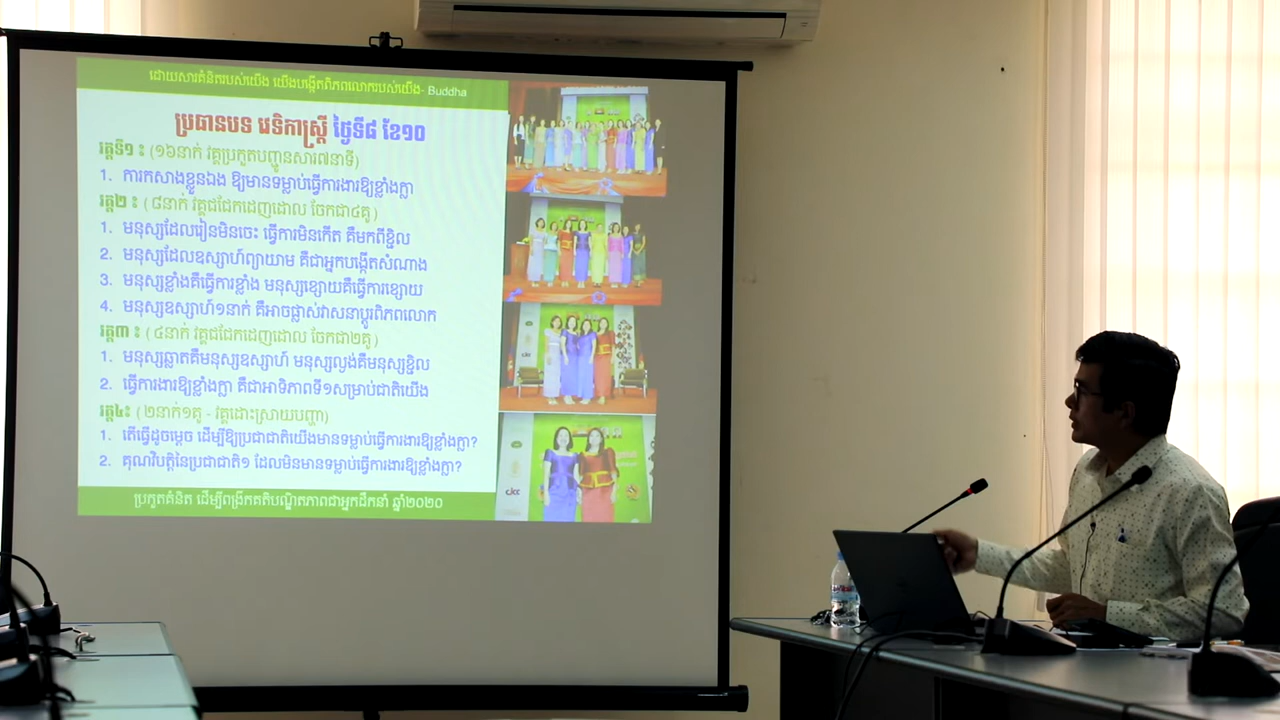 ដោយសារគំនិតរបស់យើង យើងបង្កើតពិភពលោករបស់យើង- Buddha
ប្រធានបទ វេទិកាស្ត្រី ថ្ងៃទី៨ ខែ១០
វគ្គទី១ ៖ (១៦នាក់ វគ្គប្រកួតបញ្ជូនសារ៧នាទី)
1. ការកសាងខ្លួនឯង ឱ្យមានទម្លាប់ធ្វើការងារឱ្យខ្លាំងក្លា
វគ្គ២ ៖ ( ៨នាក់ វគ្គជជែកដេញដោល ចែកជា៤គូ )
1. មនុស្សដែលរៀនមិនចេះ ធ្វើការមិនកើត គឺមកពីខ្ជិល
2. មនុស្សដែលឧស្សាហ៍ព្យាយាម គឺជាអ្នកបង្កើតសំណាង
3. មនុស្សខ្លាំងគឺធ្វើការខ្លាំង មនុស្សខ្សោយគឺធ្វើការខ្សោយ
4. មនុស្សឧស្សាហ៍១នាក់ គឺអាចផ្លាស់វាសនាប្តូរពិភពលោក
វគ្គ៣ ៖ ( ៤នាក់ វគ្គជជែកដេញដោល ចែកជា២គូ )
1. មនុស្សឆ្លាតគឺមនុស្សឧស្សាហ៍ មនុស្សល្ងង់គឺមនុស្សខ្ជិល
2. ធ្វើការងារឱ្យខ្លាំងក្លា គឺជាអាទិភាពទី១សម្រាប់ជាតិយើង
វគ្គ៤៖ ( ២នាក់១គូ - វគ្គដោះស្រាយបញ្ហា)
1. តើធ្វើដូចម្តេច ដើម្បីឱ្យប្រជាជាតិយើងមានទម្លាប់ធ្វើការងារឱ្យខ្លាំងក្លា?
2. គុណវិបត្តិនៃប្រជាជាតិ១ ដែលមិនមានទម្លាប់ធ្វើការងារឱ្យខ្លាំងក្លា?
ប្រកួតគំនិត ដើម្បីពង្រីកគតិបណ្ឌិតភាពជាអ្នកដឹកនាំ ឆ្នាំ២០២០